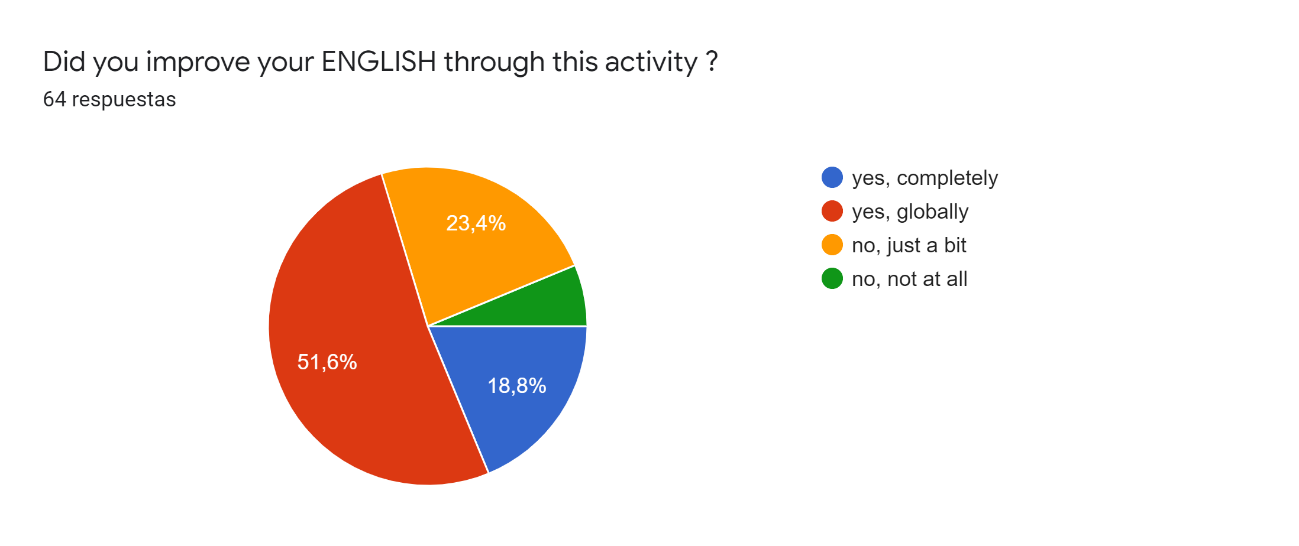 Did you improve your ENGLISH through this activity ?
64 respuestas
yes, completely
yes, globally
no, just a bit
no, not at all
23,4%
51,6%
18,8%